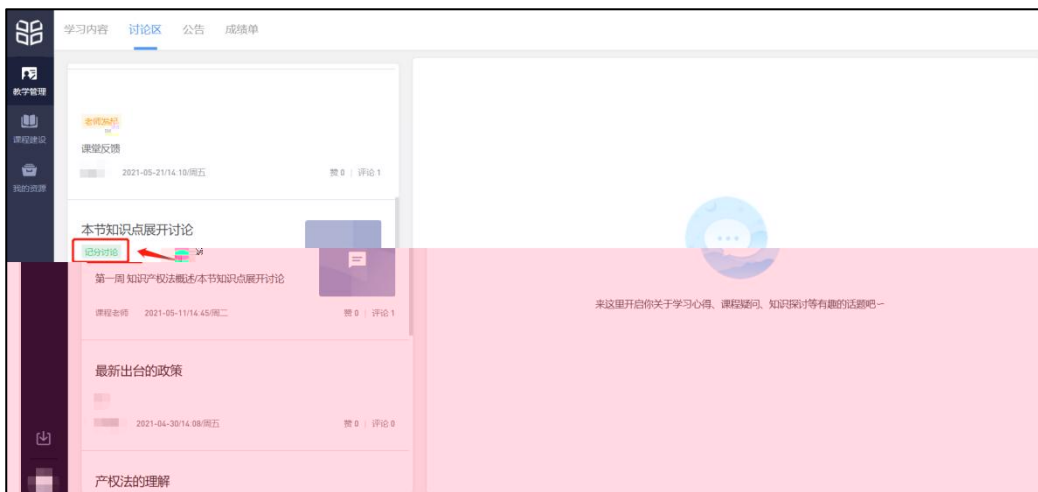 学习内容 讨论区 公告 成绩单
教学管理
课程建设
我的资源
老师发起
课堂反馈
2021-05-21/14:10/周五 赞 0 | 评论 1
本节知识点展开讨论
记分讨论
第一周 知识产权法概述/本节知识点展开讨论
课程老师 2021-05-11/14:45/周二 赞 0 | 评论 1
最新出台的政策
2021-04-30/14:08/周五 赞 0 | 评论 0
产权法的理解
来这里开启你关于学习心得、课程疑问、知识探讨等有趣的话题吧~